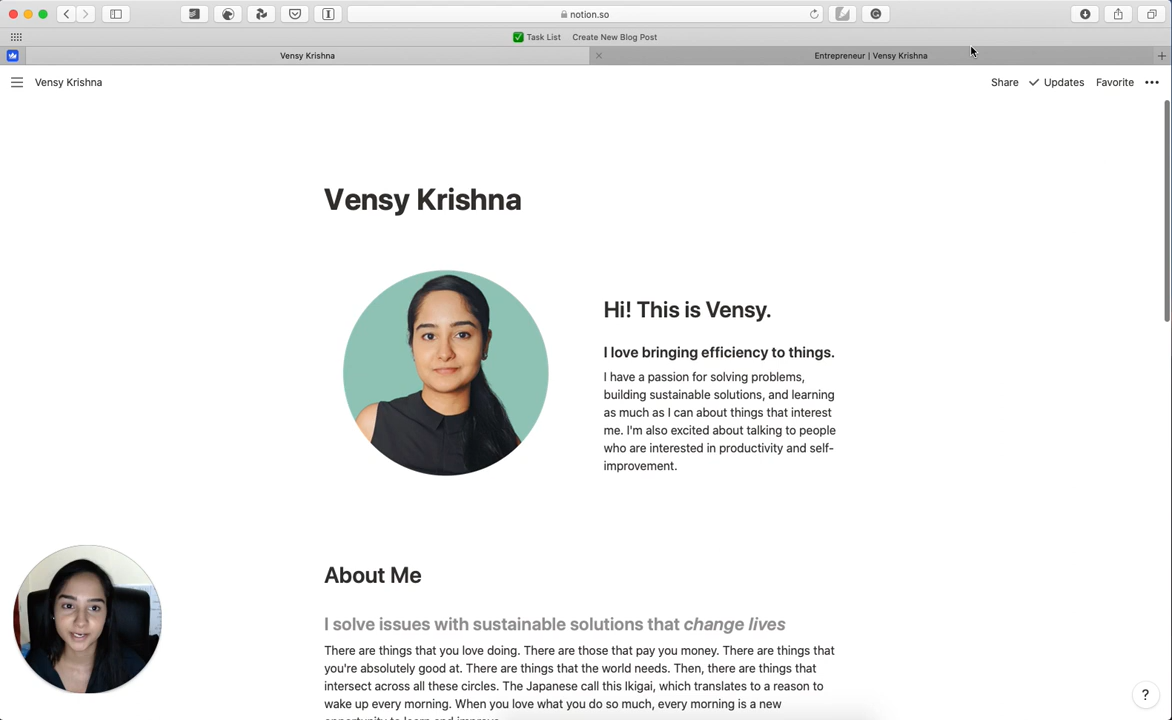 notion.so
Task List
Create New Blog Post
Vensy Krishna
Entrepreneur | Vensy Krishna
Vensy Krishna
Share
Updates
Favorite
Vensy Krishna
Hi! This is Vensy.
I love bringing efficiency to things.
I have a passion for solving problems,
building sustainable solutions, and learning
as much as I can about things that interest
me. I'm also excited about talking to people
who are interested in productivity and self-
improvement.
About Me
I solve issues with sustainable solutions that change lives
There are things that you love doing. There are those that pay you money. There are things that
you're absolutely good at. There are things that the world needs. Then, there are things that
intersect across all these circles. The Japanese call this Ikigai, which translates to a reason to
wake up every morning. When you love what you do so much, every morning is a new
opportunity to learn and improve.
?